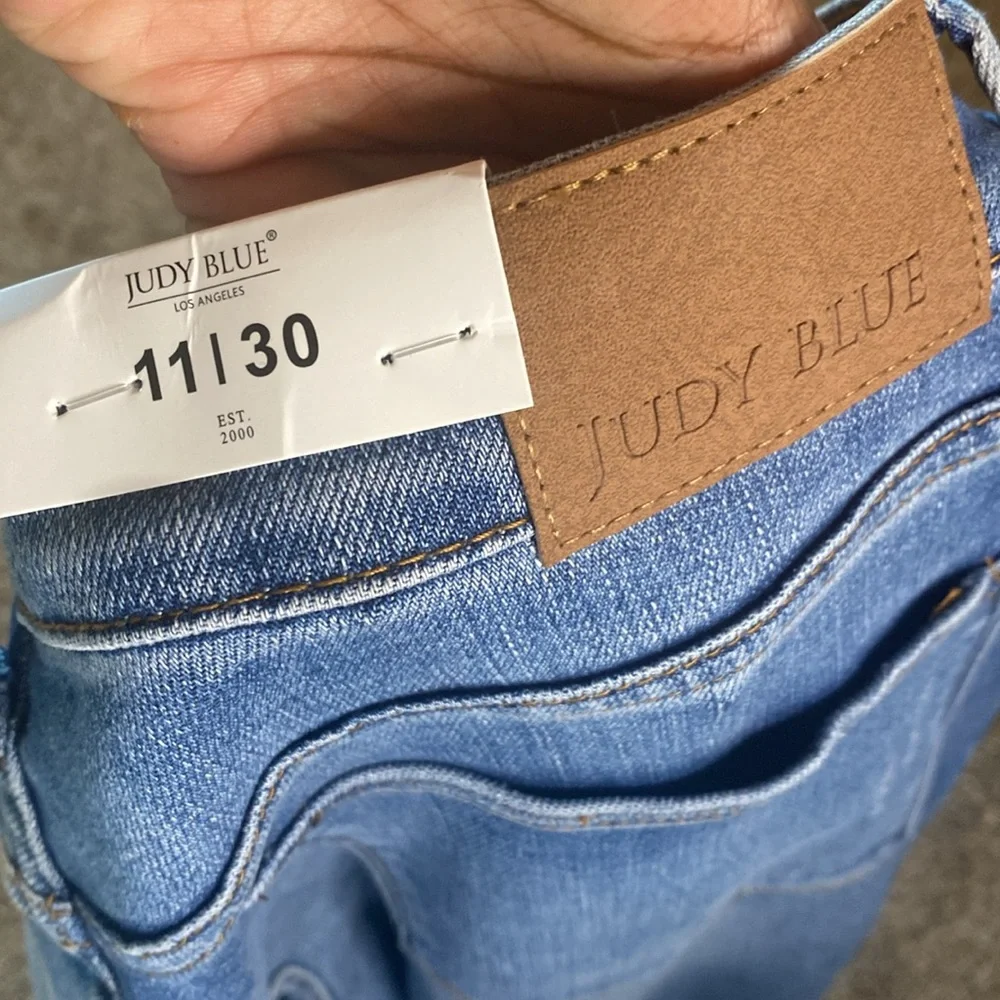 JUDY BLUE®
LOS ANGELES
11|30
EST.
2000
JUDY BLUE